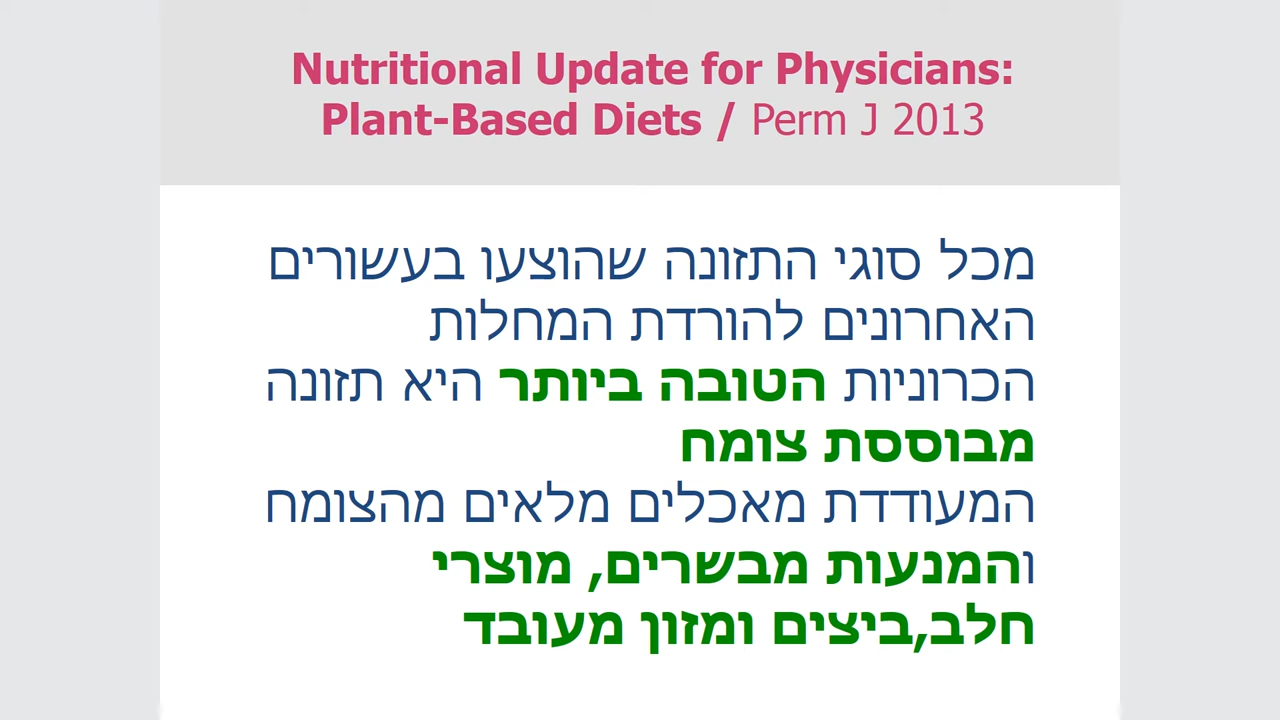 Nutritional Update for Physicians:
Plant-Based Diets / Perm J 2013
מכל סוגי התזונה שהוצעו בעשורים
האחרונים להורדת המחלות
הכרוניות הטובה ביותר היא תזונה
מבוססת צומח
המעודדת מאכלים מלאים מהצומח
והמנעות מבשרים, מוצרי
חלב,ביצים ומזון מעובד